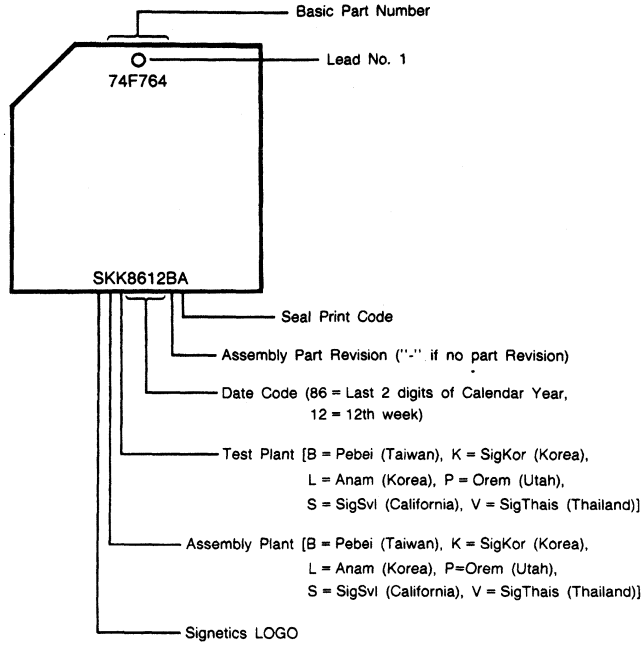 Basic Part Number
Lead No. 1
74F764
SKK8612BA
Seal Print Code
Assembly Part Revision ("-" if no part Revision)
Date Code (86 = Last 2 digits of Calendar Year,
12 = 12th week)
Test Plant [B = Pebei (Taiwan), K = SigKor (Korea),
L = Anam (Korea), P = Orem (Utah),
S = SigSvl (California), V = SigThais (Thailand)]
Assembly Plant [B = Pebei (Taiwan), K = SigKor (Korea),
L = Anam (Korea), P=Orem (Utah),
S = SigSvl (California), V = SigThais (Thailand)]
Signetics LOGO